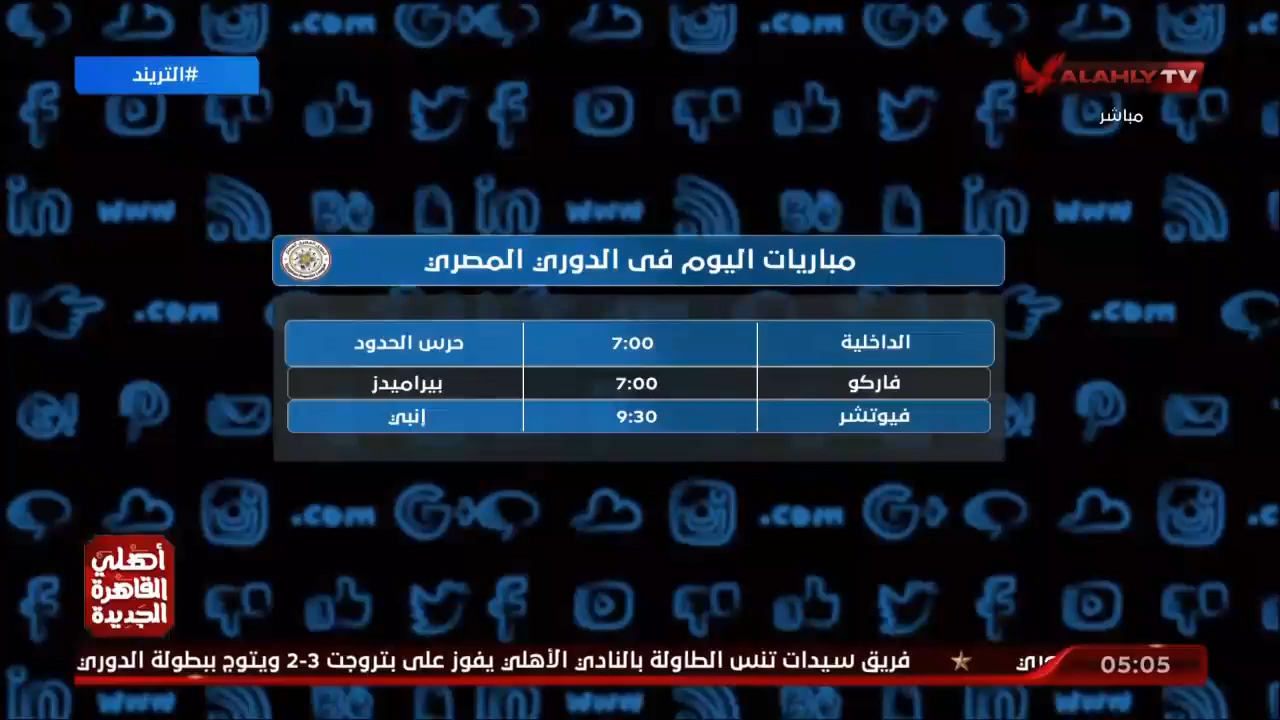 #التريند
ALAHLY TV
مباشر
مباريات اليوم فى الدوري المصري
الداخلية 7:00 حرس الحدود
فاركو 7:00 بيراميدز
فيوتشر 9:30 إنبي
أهلي
القاهرة
الجديدة
فريق سيدات تنس الطاولة بالنادي الأهلي يفوز على بتروجت 3-2 ويتوج ببطولة الدوري
05:05